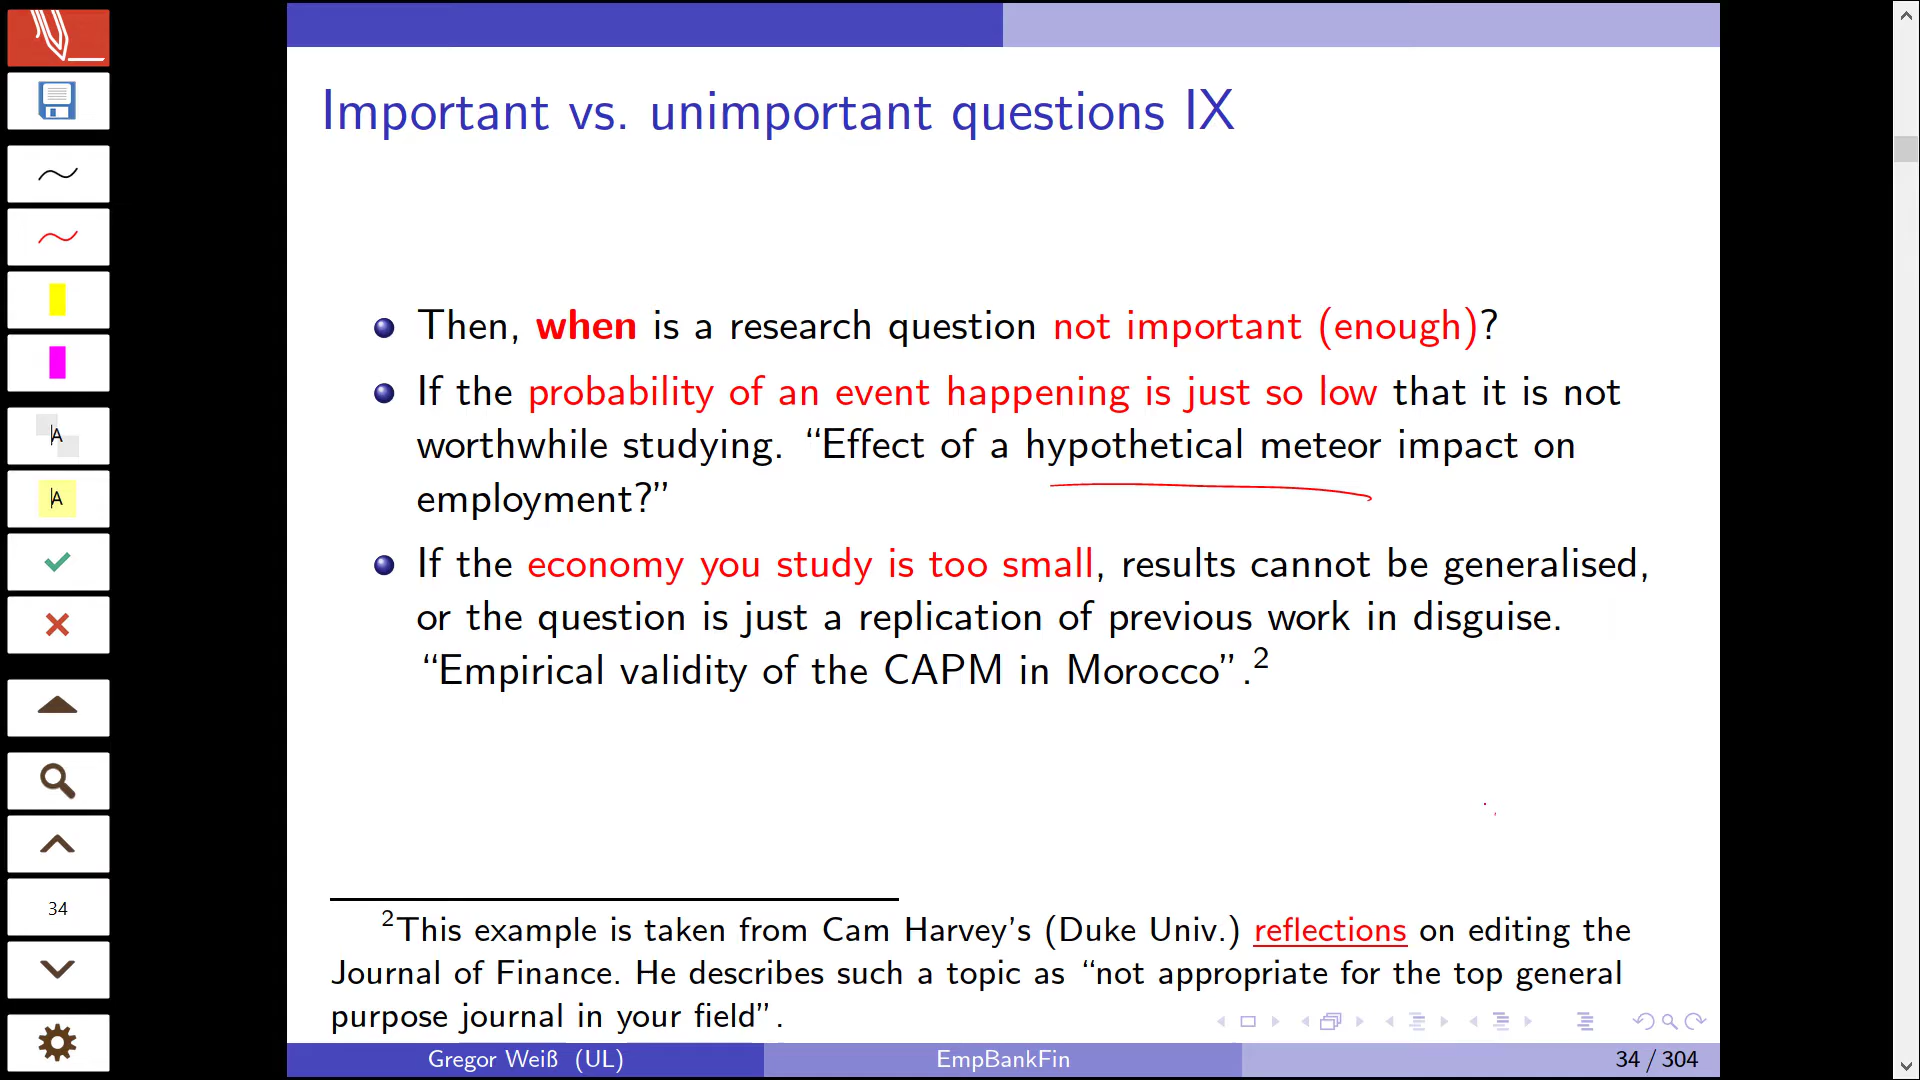 Important vs. unimportant questions IX
Then, when is a research question not important (enough)?
If the probability of an event happening is just so low that it is not
worthwhile studying. “Effect of a hypothetical meteor impact on
employment?”
If the economy you study is too small, results cannot be generalised,
or the question is just a replication of previous work in disguise.
“Empirical validity of the CAPM in Morocco”.2
2This example is taken from Cam Harvey’s (Duke Univ.) reflections on editing the
Journal of Finance. He describes such a topic as “not appropriate for the top general
purpose journal in your field”.
Gregor Weiß (UL) EmpBankFin 34 / 304
A
A
34